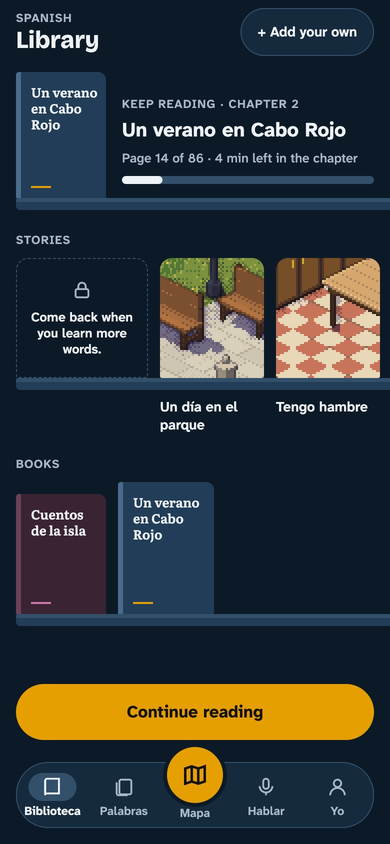 SPANISH
Library
+ Add your own
Un verano
en Cabo
Rojo
KEEP READING · CHAPTER 2
Un verano en Cabo Rojo
Page 14 of 86 · 4 min left in the chapter
STORIES
Come back when
you learn more
words.
Un día en el
parque
Tengo hambre
BOOKS
Cuentos
de la isla
Un verano
en Cabo
Rojo
Continue reading
Biblioteca
Palabras
Mapa
Hablar
Yo